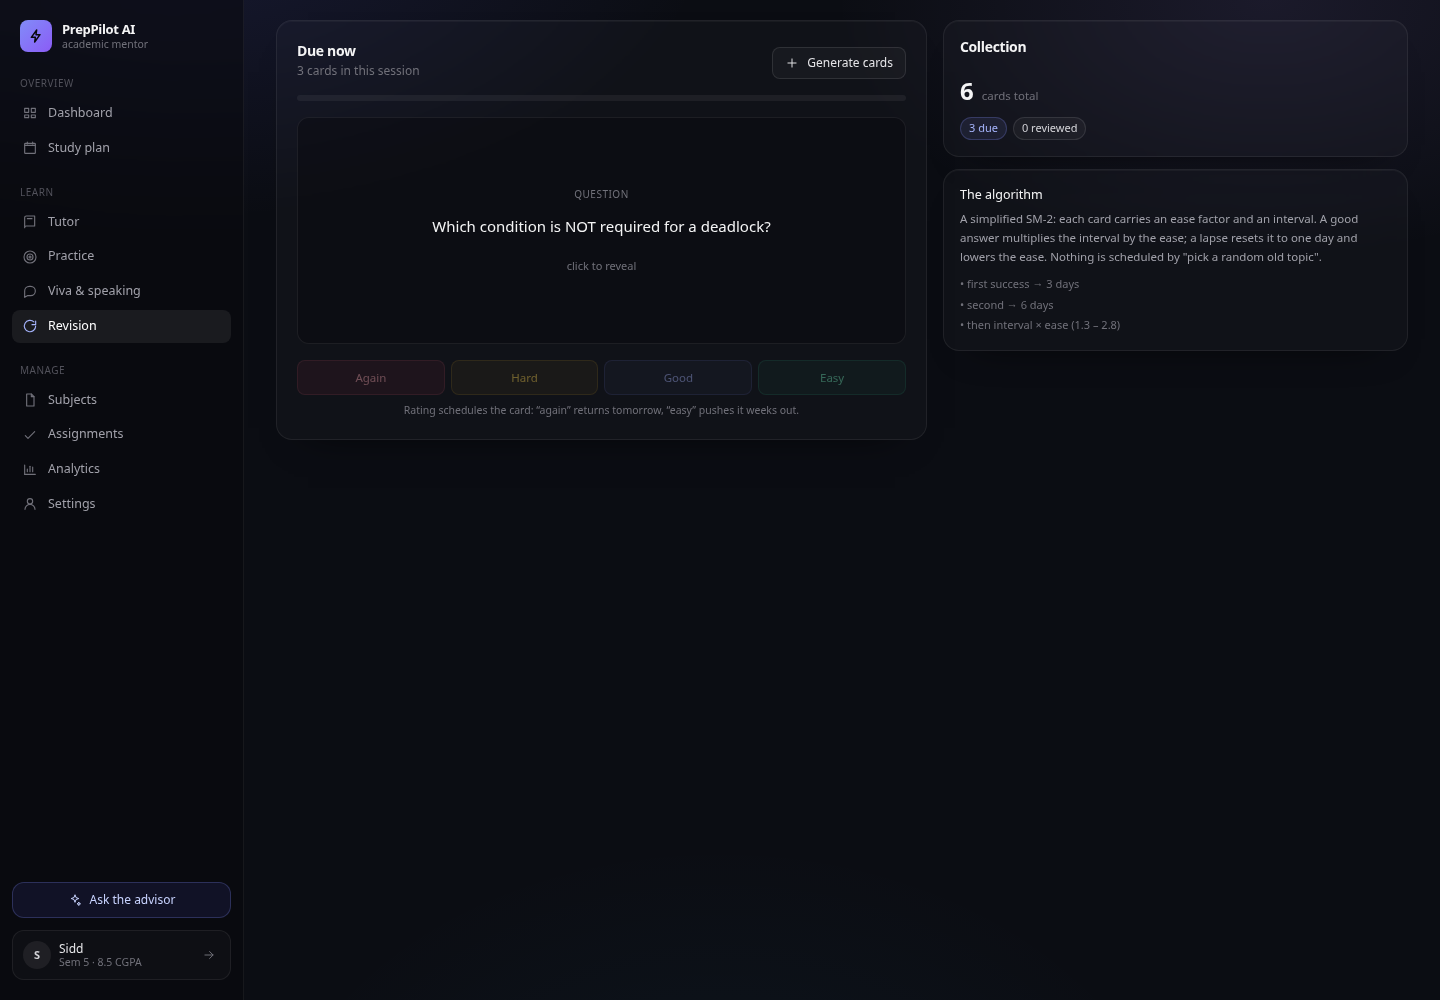 PrepPilot AI
academic mentor
OVERVIEW
Dashboard
Study plan
LEARN
Tutor
Practice
Viva & speaking
Revision
MANAGE
Subjects
Assignments
Analytics
Settings
Ask the advisor
S
Sidd
Sem 5 · 8.5 CGPA
Due now
3 cards in this session
Generate cards
QUESTION
Which condition is NOT required for a deadlock?
click to reveal
Again
Hard
Good
Easy
Rating schedules the card: “again” returns tomorrow, “easy” pushes it weeks out.
Collection
6 cards total
3 due
0 reviewed
The algorithm
A simplified SM-2: each card carries an ease factor and an interval. A good
answer multiplies the interval by the ease; a lapse resets it to one day and
lowers the ease. Nothing is scheduled by "pick a random old topic".
• first success → 3 days
• second → 6 days
• then interval × ease (1.3 – 2.8)